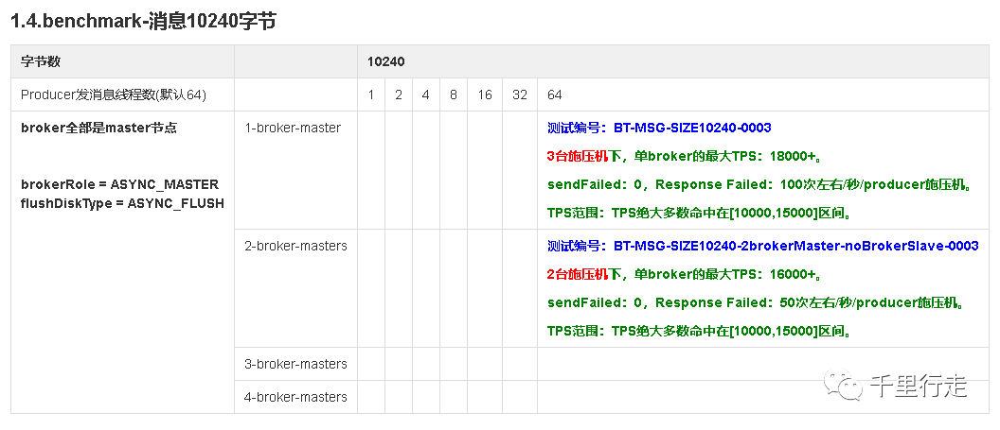 1.4.benchmark-消息10240字节
字节数 10240
Producer发消息线程数(默认64) 1 2 4 8 16 32 64
broker全部是master节点
brokerRole = ASYNC_MASTER
flushDiskType = ASYNC_FLUSH
1-broker-master
测试编号：BT-MSG-SIZE10240-0003
3台施压机下，单broker的最大TPS：18000+。
sendFailed：0，Response Failed：100次左右/秒/producer施压机。
TPS范围：TPS绝大多数命中在[10000,15000]区间。
2-broker-masters
测试编号：BT-MSG-SIZE10240-2brokerMaster-noBrokerSlave-0003
2台施压机下，单broker的最大TPS：16000+。
sendFailed：0，Response Failed：50次左右/秒/producer施压机。
TPS范围：TPS绝大多数命中在[10000,15000]区间。
3-broker-masters
4-broker-masters
千里行走